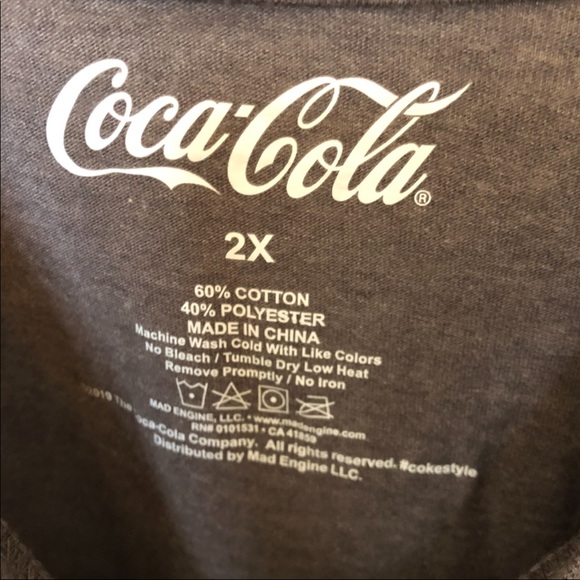 Coca-Cola®
2X
60% COTTON
40% POLYESTER
MADE IN CHINA
Machine Wash Cold With Like Colors
No Bleach / Tumble Dry Low Heat
Remove Promptly / No Iron
MAD ENGINE, LLC. • www.madengine.com
RN# 0101531 • CA 41859
©2019 The Coca-Cola Company. All rights reserved. #cokestyle
Distributed by Mad Engine LLC.